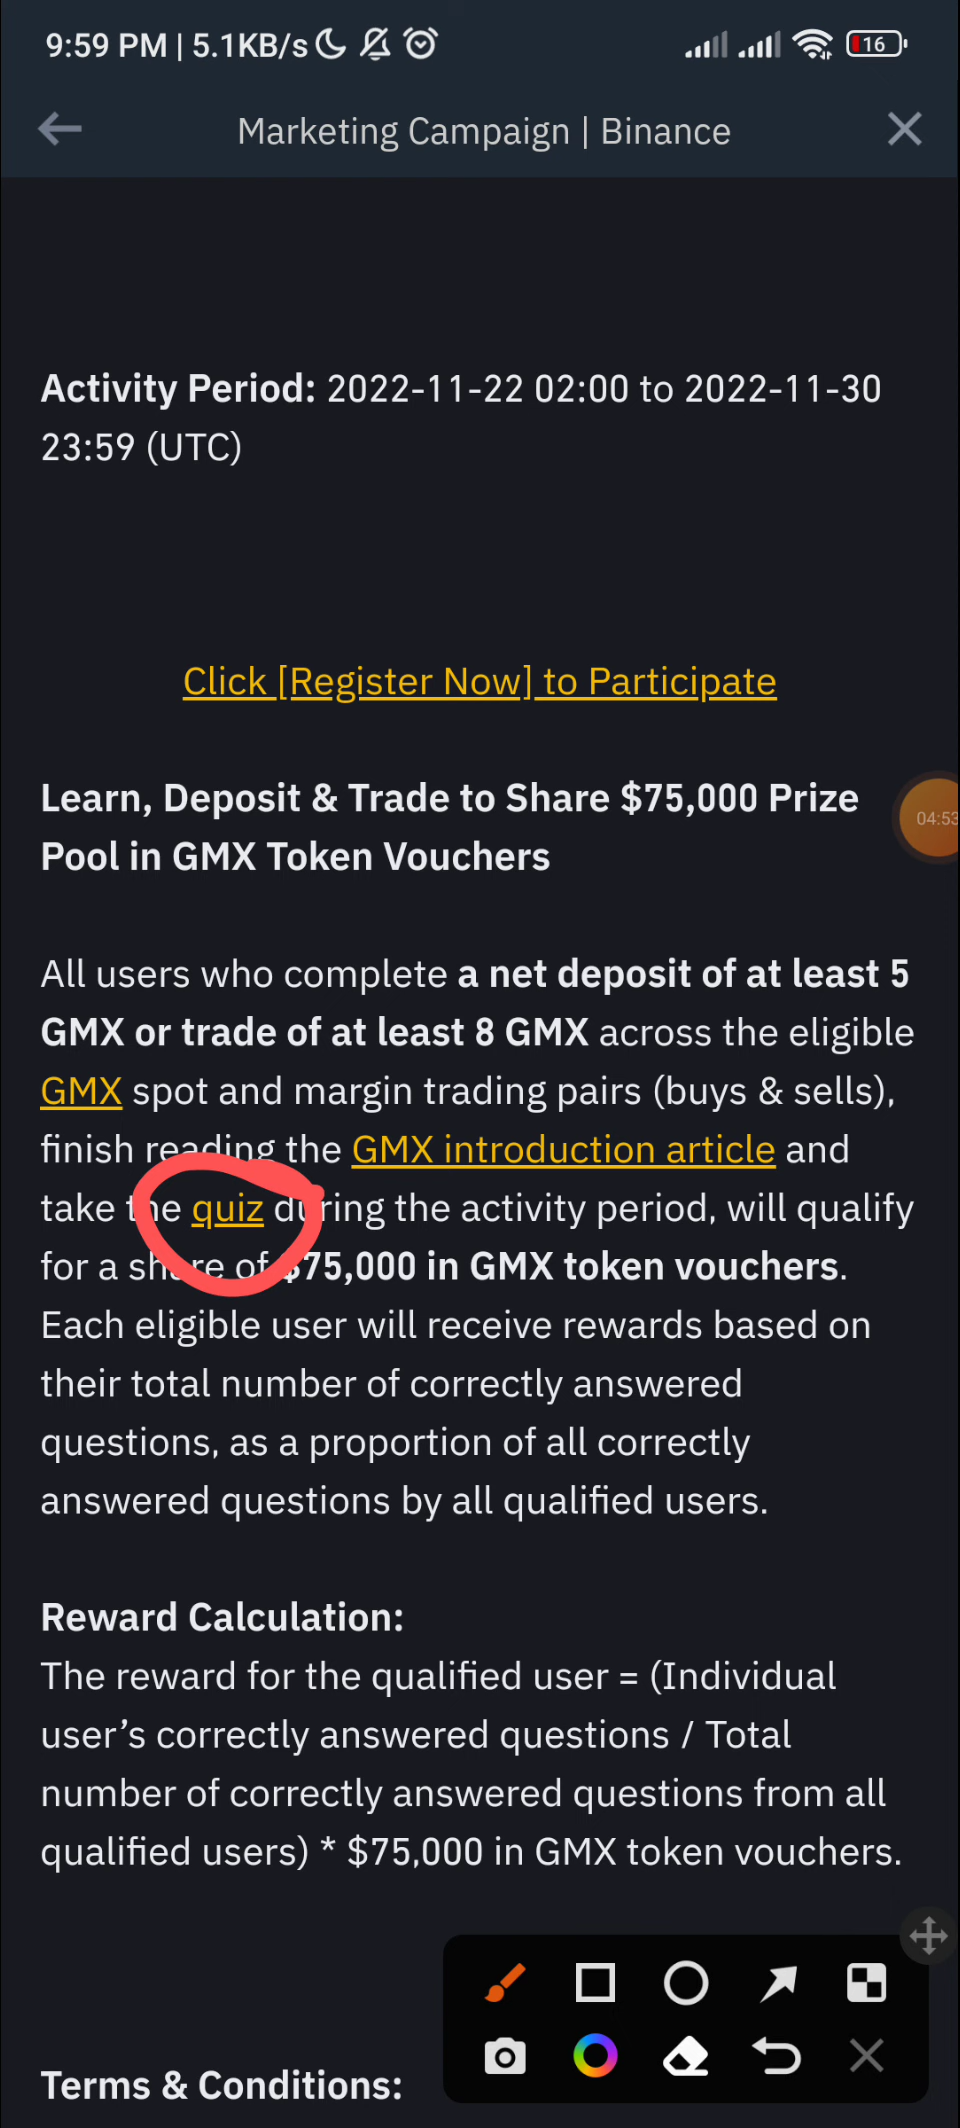 9:59 PM | 5.1KB/s
16
Marketing Campaign | Binance
Activity Period: 2022-11-22 02:00 to 2022-11-30
23:59 (UTC)
Click [Register Now] to Participate
Learn, Deposit & Trade to Share $75,000 Prize
Pool in GMX Token Vouchers
04:53
All users who complete a net deposit of at least 5
GMX or trade of at least 8 GMX across the eligible
GMX spot and margin trading pairs (buys & sells),
finish reading the GMX introduction article and
take the quiz during the activity period, will qualify
for a share of $75,000 in GMX token vouchers.
Each eligible user will receive rewards based on
their total number of correctly answered
questions, as a proportion of all correctly
answered questions by all qualified users.
Reward Calculation:
The reward for the qualified user = (Individual
user’s correctly answered questions / Total
number of correctly answered questions from all
qualified users) * $75,000 in GMX token vouchers.
Terms & Conditions: